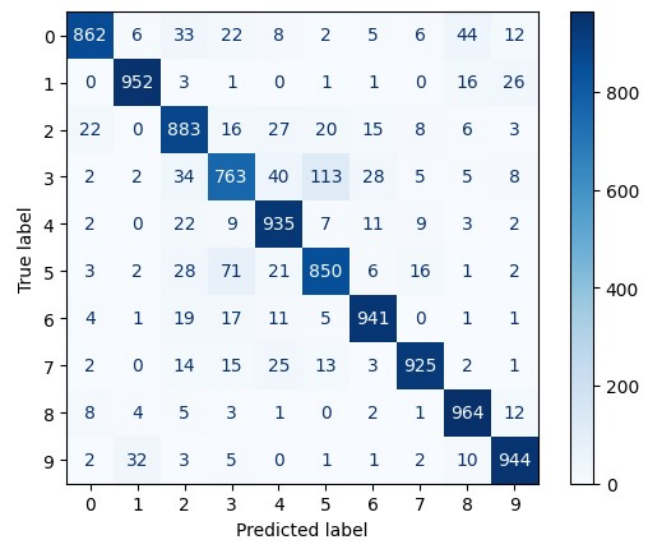 0 862 6 33 22 8 2 5 6 44 12
1 0 952 3 1 0 1 1 0 16 26
2 22 0 883 16 27 20 15 8 6 3
3 2 2 34 763 40 113 28 5 5 8
4 2 0 22 9 935 7 11 9 3 2
5 3 2 28 71 21 850 6 16 1 2
6 4 1 19 17 11 5 941 0 1 1
7 2 0 14 15 25 13 3 925 2 1
8 8 4 5 3 1 0 2 1 964 12
9 2 32 3 5 0 1 1 2 10 944
0 1 2 3 4 5 6 7 8 9
Predicted label
True label
800
600
400
200
0